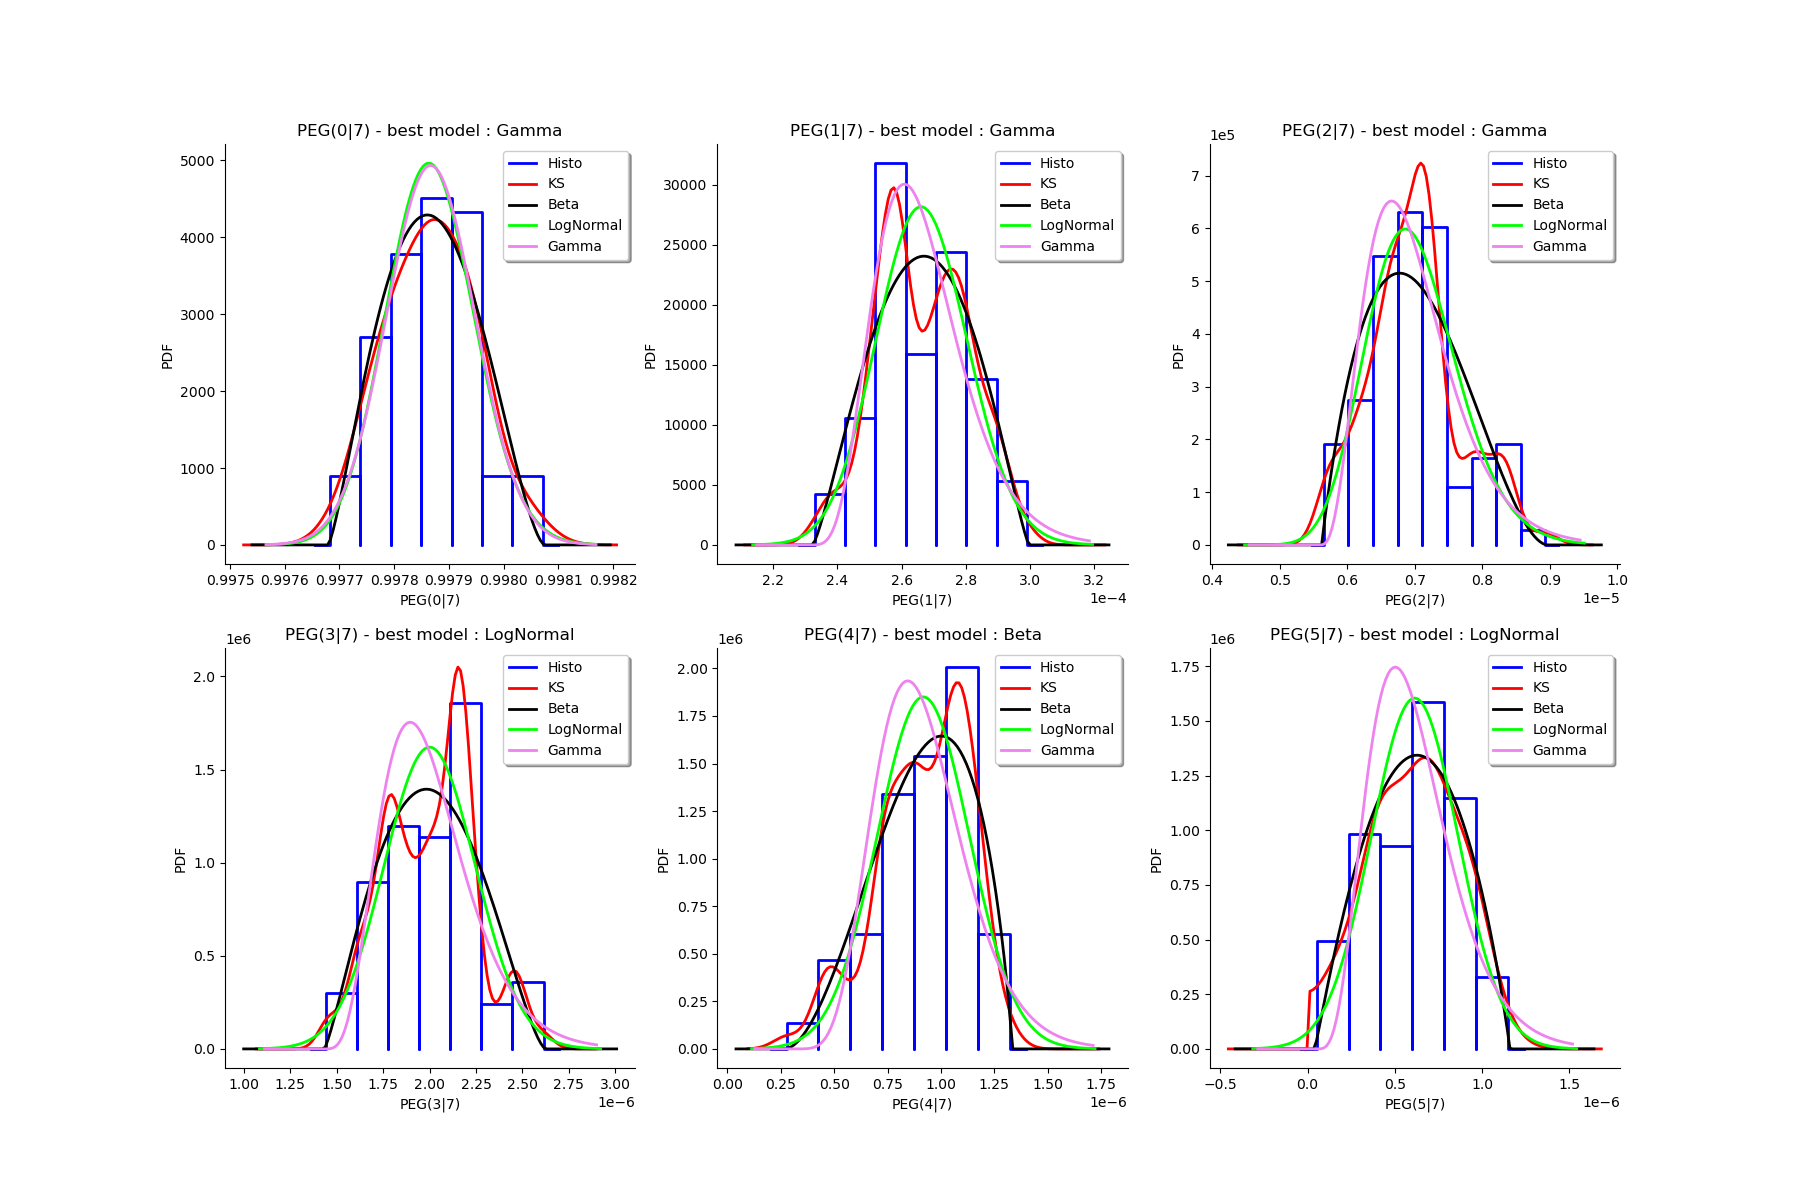 PEG(0|7) - best model : Gamma
5000
4000
3000
2000
1000
0
PDF
Histo
KS
Beta
LogNormal
Gamma
0.9975 0.9976 0.9977 0.9978 0.9979 0.9980 0.9981 0.9982
PEG(0|7)
PEG(1|7) - best model : Gamma
30000
25000
20000
15000
10000
5000
0
PDF
Histo
KS
Beta
LogNormal
Gamma
2.2 2.4 2.6 2.8 3.0 3.2
PEG(1|7)
1e−4
PEG(2|7) - best model : Gamma
1e5
7
6
5
4
3
2
1
0
PDF
Histo
KS
Beta
LogNormal
Gamma
0.4 0.5 0.6 0.7 0.8 0.9 1.0
PEG(2|7)
1e−5
PEG(3|7) - best model : LogNormal
1e6
2.0
1.5
1.0
0.5
0.0
PDF
Histo
KS
Beta
LogNormal
Gamma
1.00 1.25 1.50 1.75 2.00 2.25 2.50 2.75 3.00
PEG(3|7)
1e−6
PEG(4|7) - best model : Beta
1e6
2.00
1.75
1.50
1.25
1.00
0.75
0.50
0.25
0.00
PDF
Histo
KS
Beta
LogNormal
Gamma
0.00 0.25 0.50 0.75 1.00 1.25 1.50 1.75
PEG(4|7)
1e−6
PEG(5|7) - best model : LogNormal
1e6
1.75
1.50
1.25
1.00
0.75
0.50
0.25
0.00
PDF
Histo
KS
Beta
LogNormal
Gamma
−0.5 0.0 0.5 1.0 1.5
PEG(5|7)
1e−6